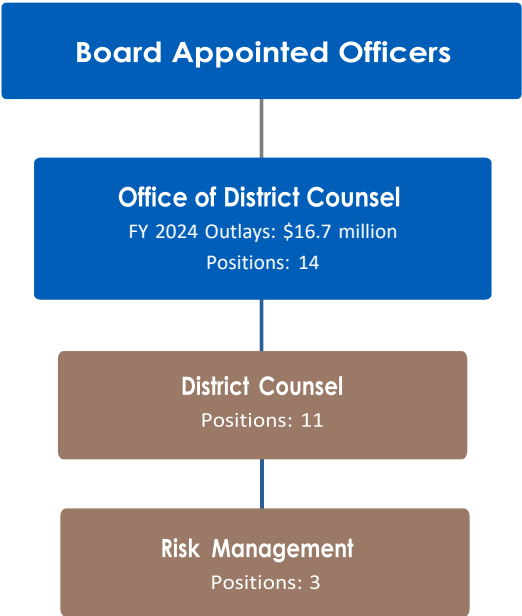 Board Appointed Officers
Office of District Counsel
FY 2024 Outlays: $16.7 million
Positions: 14
District Counsel
Positions: 11
Risk Management
Positions: 3